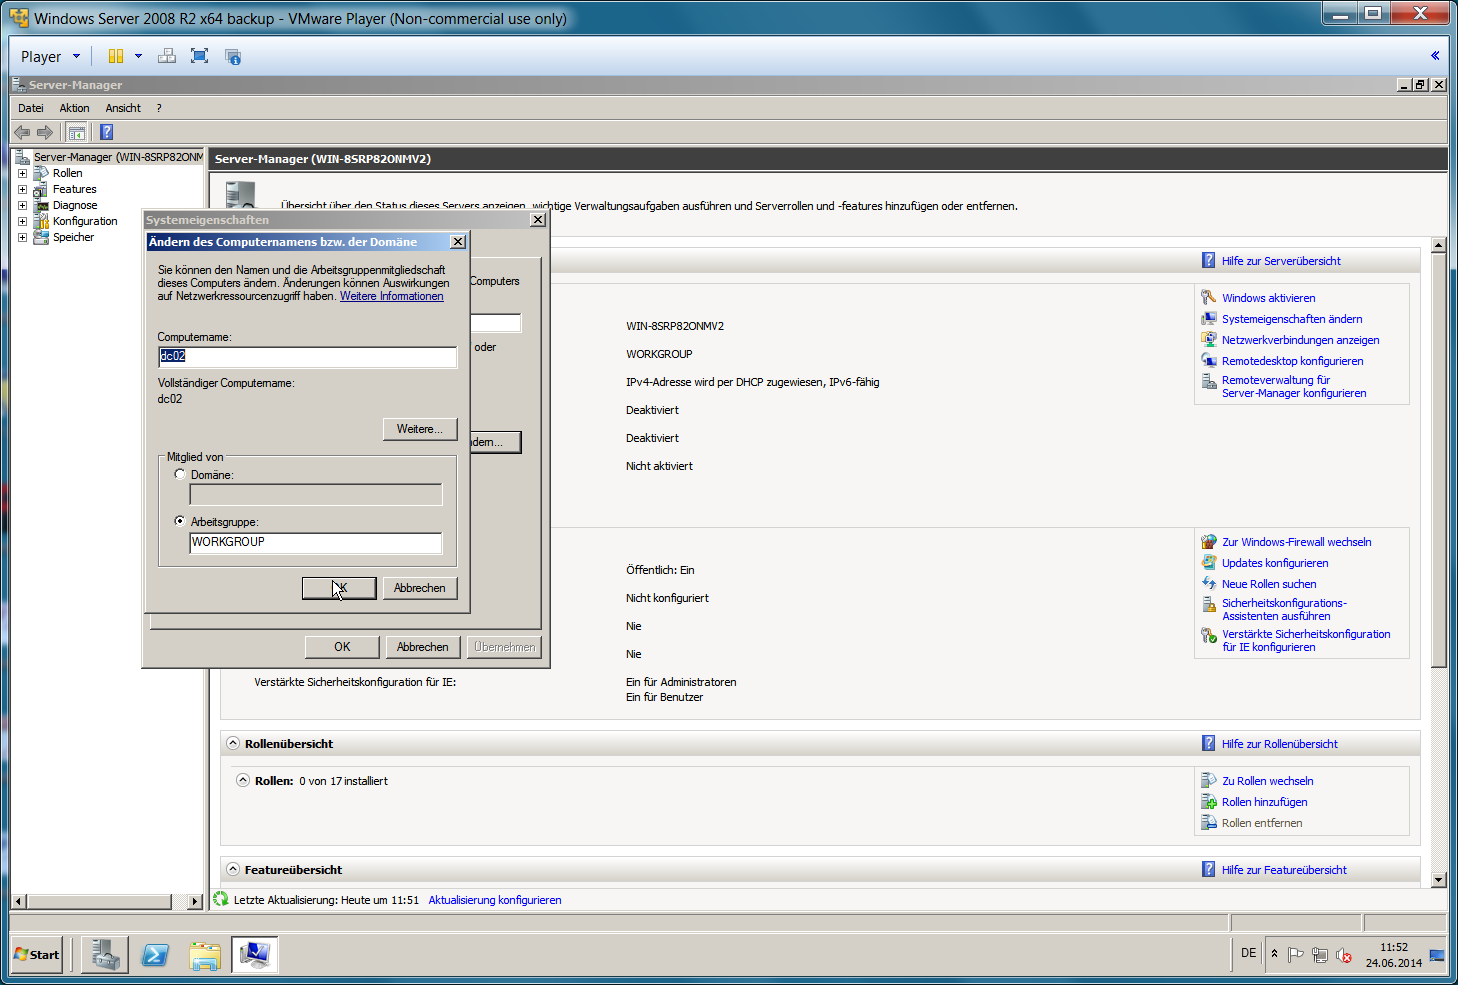 Windows Server 2008 R2 x64 backup - VMware Player (Non-commercial use only)
Player
Server-Manager
Datei Aktion Ansicht ?
Server-Manager (WIN-8SRP82ONM
Rollen
Features
Diagnose
Konfiguration
Speicher
Server-Manager (WIN-8SRP82ONMV2)
Übersicht über den Status dieses Servers anzeigen, wichtige Verwaltungsaufgaben ausführen und Serverrollen und -features hinzufügen oder entfernen.
Systemeigenschaften
Ändern des Computernamens bzw. der Domäne
Sie können den Namen und die Arbeitsgruppenmitgliedschaft
dieses Computers ändern. Änderungen können Auswirkungen
auf Netzwerkressourcenzugriff haben. Weitere Informationen
Computername:
dc02
Vollständiger Computername:
dc02
Weitere...
Mitglied von
Domäne:
Arbeitsgruppe:
WORKGROUP
OK Abbrechen
Computers
oder
ndern...
OK Abbrechen Übernehmen
Hilfe zur Serverübersicht
WIN-8SRP82ONMV2
WORKGROUP
IPv4-Adresse wird per DHCP zugewiesen, IPv6-fähig
Deaktiviert
Deaktiviert
Nicht aktiviert
Windows aktivieren
Systemeigenschaften ändern
Netzwerkverbindungen anzeigen
Remotedesktop konfigurieren
Remoteverwaltung für
Server-Manager konfigurieren
Öffentlich: Ein
Nicht konfiguriert
Nie
Nie
Verstärkte Sicherheitskonfiguration für IE: Ein für Administratoren
Ein für Benutzer
Zur Windows-Firewall wechseln
Updates konfigurieren
Neue Rollen suchen
Sicherheitskonfigurations-
Assistenten ausführen
Verstärkte Sicherheitskonfiguration
für IE konfigurieren
Rollenübersicht
Hilfe zur Rollenübersicht
Rollen: 0 von 17 installiert
Zu Rollen wechseln
Rollen hinzufügen
Rollen entfernen
Featureübersicht
Hilfe zur Featureübersicht
Letzte Aktualisierung: Heute um 11:51 Aktualisierung konfigurieren
Start
DE
11:52
24.06.2014